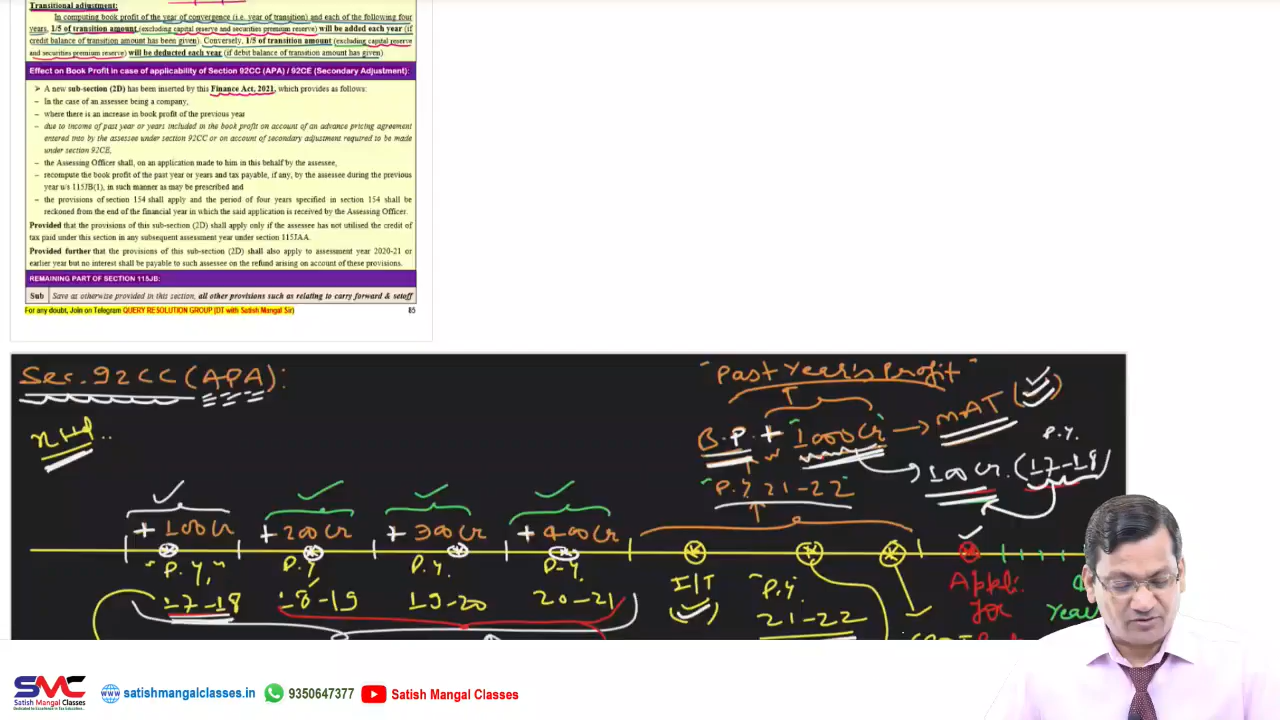 Transitional adjustment:
In computing book profit of the year of convergence (i.e. year of transition) and each of the following four
years, 1/5 of transition amount (excluding capital reserve and securities premium reserve) will be added each year (if
credit balance of transition amount has been given). Conversely, 1/5 of transition amount (excluding capital reserve
and securities premium reserve) will be deducted each year (if debit balance of transition amount has given)
Effect on Book Profit in case of applicability of Section 92CC (APA) / 92CE (Secondary Adjustment):
➤ A new sub-section (2D) has been inserted by this Finance Act, 2021, which provides as follows:
– In the case of an assessee being a company,
– where there is an increase in book profit of the previous year
– due to income of past year or years included in the book profit on account of an advance pricing agreement
entered into by the assessee under section 92CC or on account of secondary adjustment required to be made
under section 92CE,
– the Assessing Officer shall, on an application made to him in this behalf by the assessee,
– recompute the book profit of the past year or years and tax payable, if any, by the assessee during the previous
year u/s 115JB(1), in such manner as may be prescribed and
– the provisions of section 154 shall apply and the period of four years specified in section 154 shall be
reckoned from the end of the financial year in which the said application is received by the Assessing Officer.
Provided that the provisions of this sub-section (2D) shall apply only if the assessee has not utilised the credit of
tax paid under this section in any subsequent assessment year under section 115JAA.
Provided further that the provisions of this sub-section (2D) shall also apply to assessment year 2020-21 or
earlier year but no interest shall be payable to such assessee on the refund arising on account of these provisions.
REMAINING PART OF SECTION 115JB:
Sub Save as otherwise provided in this section, all other provisions such as relating to carry forward & setoff
For any doubt, Join on Telegram QUERY RESOLUTION GROUP (DT with Satish Mangal Sir) 85
Sec. 92CC (APA):
"Past Year's Profit"
B.P. + 1000Cr → MAT (✓)
P.Y.
100Cr. (17-18)
"P.Y. 21-22"
+100Cr +200Cr +300Cr +400Cr
"P.Y." P.Y. P.Y. P.Y.
17-18 18-19 19-20 20-21
I/T
"P.Y.
21-22
Appli.
for
Year
SMC
Satish Mangal Classes
satishmangalclasses.in 9350647377 Satish Mangal Classes